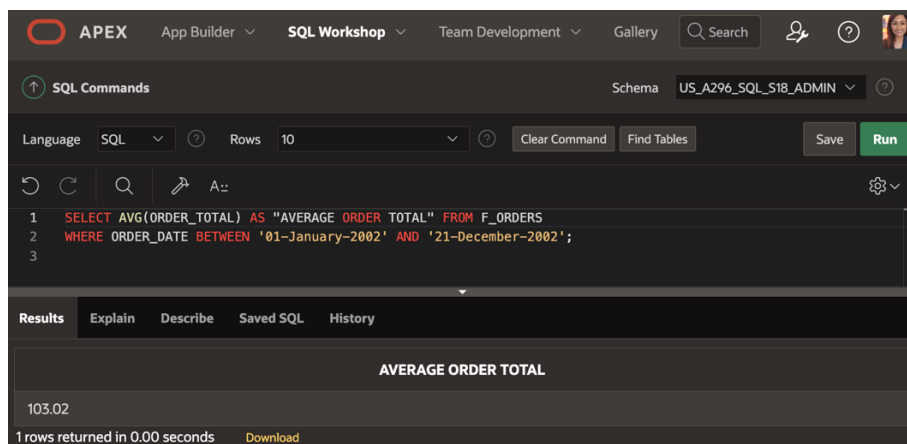 APEX App Builder SQL Workshop Team Development Gallery Search
SQL Commands Schema US_A296_SQL_S18_ADMIN
Language SQL Rows 10 Clear Command Find Tables Save Run
A::
1 SELECT AVG(ORDER_TOTAL) AS "AVERAGE ORDER TOTAL" FROM F_ORDERS
2 WHERE ORDER_DATE BETWEEN '01-January-2002' AND '21-December-2002';
3
Results Explain Describe Saved SQL History
AVERAGE ORDER TOTAL
103.02
1 rows returned in 0.00 seconds Download